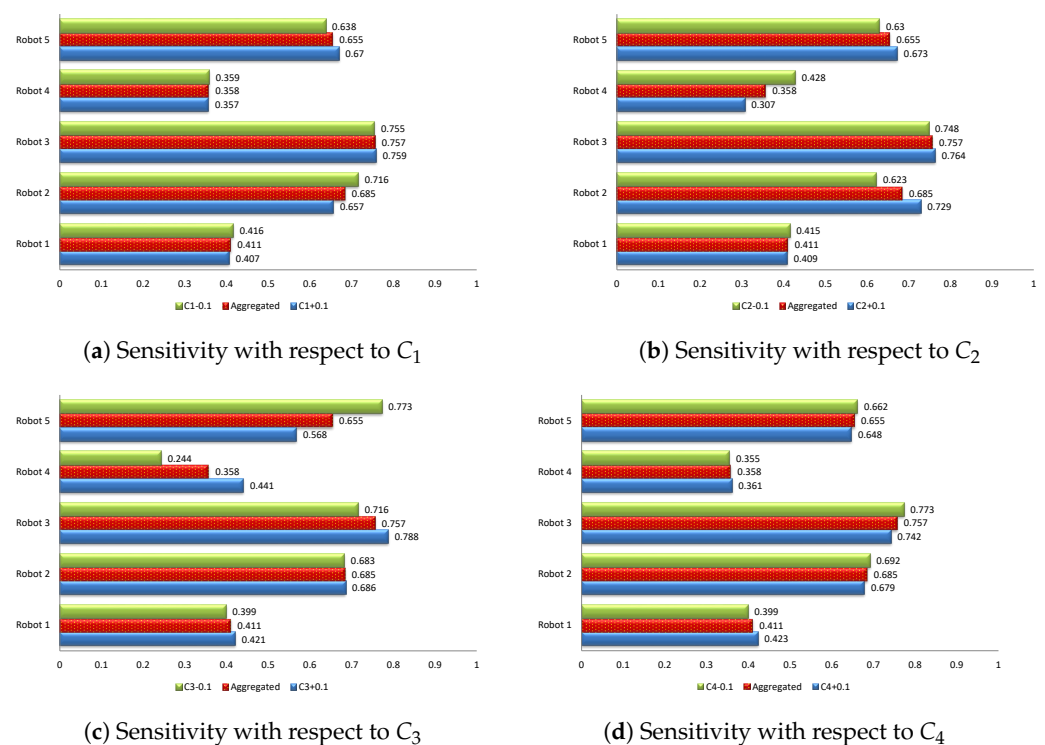 Robot 5
0.638
0.655
0.67
Robot 4
0.359
0.358
0.357
Robot 3
0.755
0.757
0.759
Robot 2
0.716
0.685
0.657
Robot 1
0.416
0.411
0.407
0 0.1 0.2 0.3 0.4 0.5 0.6 0.7 0.8 0.9 1
C1-0.1 Aggregated C1+0.1
(a) Sensitivity with respect to C1
Robot 5
0.63
0.655
0.673
Robot 4
0.428
0.358
0.307
Robot 3
0.748
0.757
0.764
Robot 2
0.623
0.685
0.729
Robot 1
0.415
0.411
0.409
0 0.1 0.2 0.3 0.4 0.5 0.6 0.7 0.8 0.9 1
C2-0.1 Aggregated C2+0.1
(b) Sensitivity with respect to C2
Robot 5
0.773
0.655
0.568
Robot 4
0.244
0.358
0.441
Robot 3
0.716
0.757
0.788
Robot 2
0.683
0.685
0.686
Robot 1
0.399
0.411
0.421
0 0.1 0.2 0.3 0.4 0.5 0.6 0.7 0.8 0.9 1
C3-0.1 Aggregated C3+0.1
(c) Sensitivity with respect to C3
Robot 5
0.662
0.655
0.648
Robot 4
0.355
0.358
0.361
Robot 3
0.773
0.757
0.742
Robot 2
0.692
0.685
0.679
Robot 1
0.399
0.411
0.423
0 0.1 0.2 0.3 0.4 0.5 0.6 0.7 0.8 0.9 1
C4-0.1 Aggregated C4+0.1
(d) Sensitivity with respect to C4